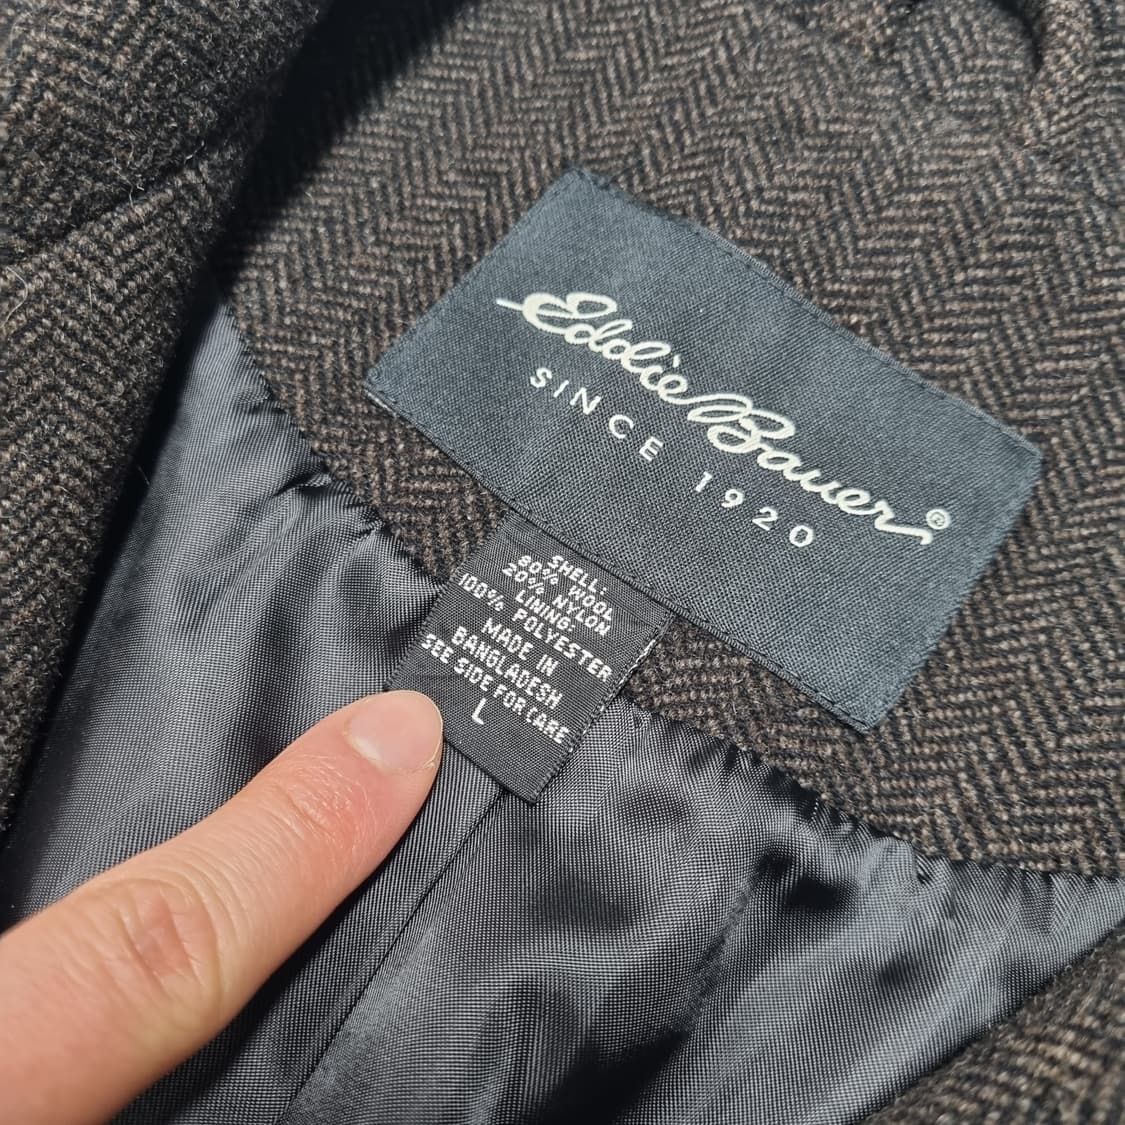 Eddie Bauer®
SINCE 1920
SHELL:
80% WOOL
20% NYLON
LINING:
100% POLYESTER
MADE IN
BANGLADESH
SEE SIDE FOR CARE
L